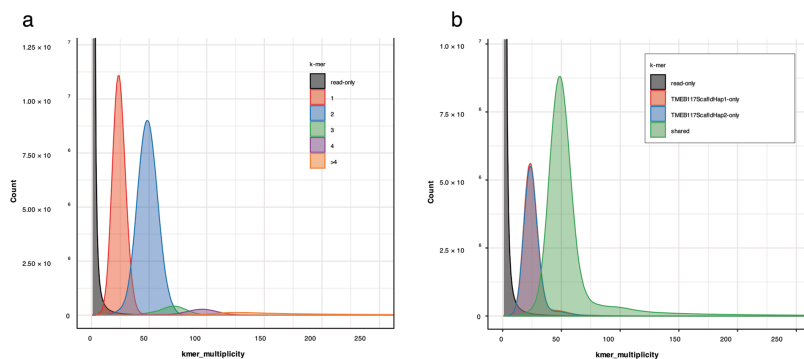 a
1.25 × 10
7
1.00 × 10
7
7.50 × 10
6
5.00 × 10
6
2.50 × 10
6
0
0
50
100
150
200
250
kmer_multiplicity
Count
k-mer
read-only
1
2
3
4
>4
b
1.0 × 10
7
7.5 × 10
6
5.0 × 10
6
2.5 × 10
6
0
0
50
100
150
200
250
kmer_multiplicity
Count
k-mer
read-only
TMEB117ScafldHap1-only
TMEB117ScafldHap2-only
shared